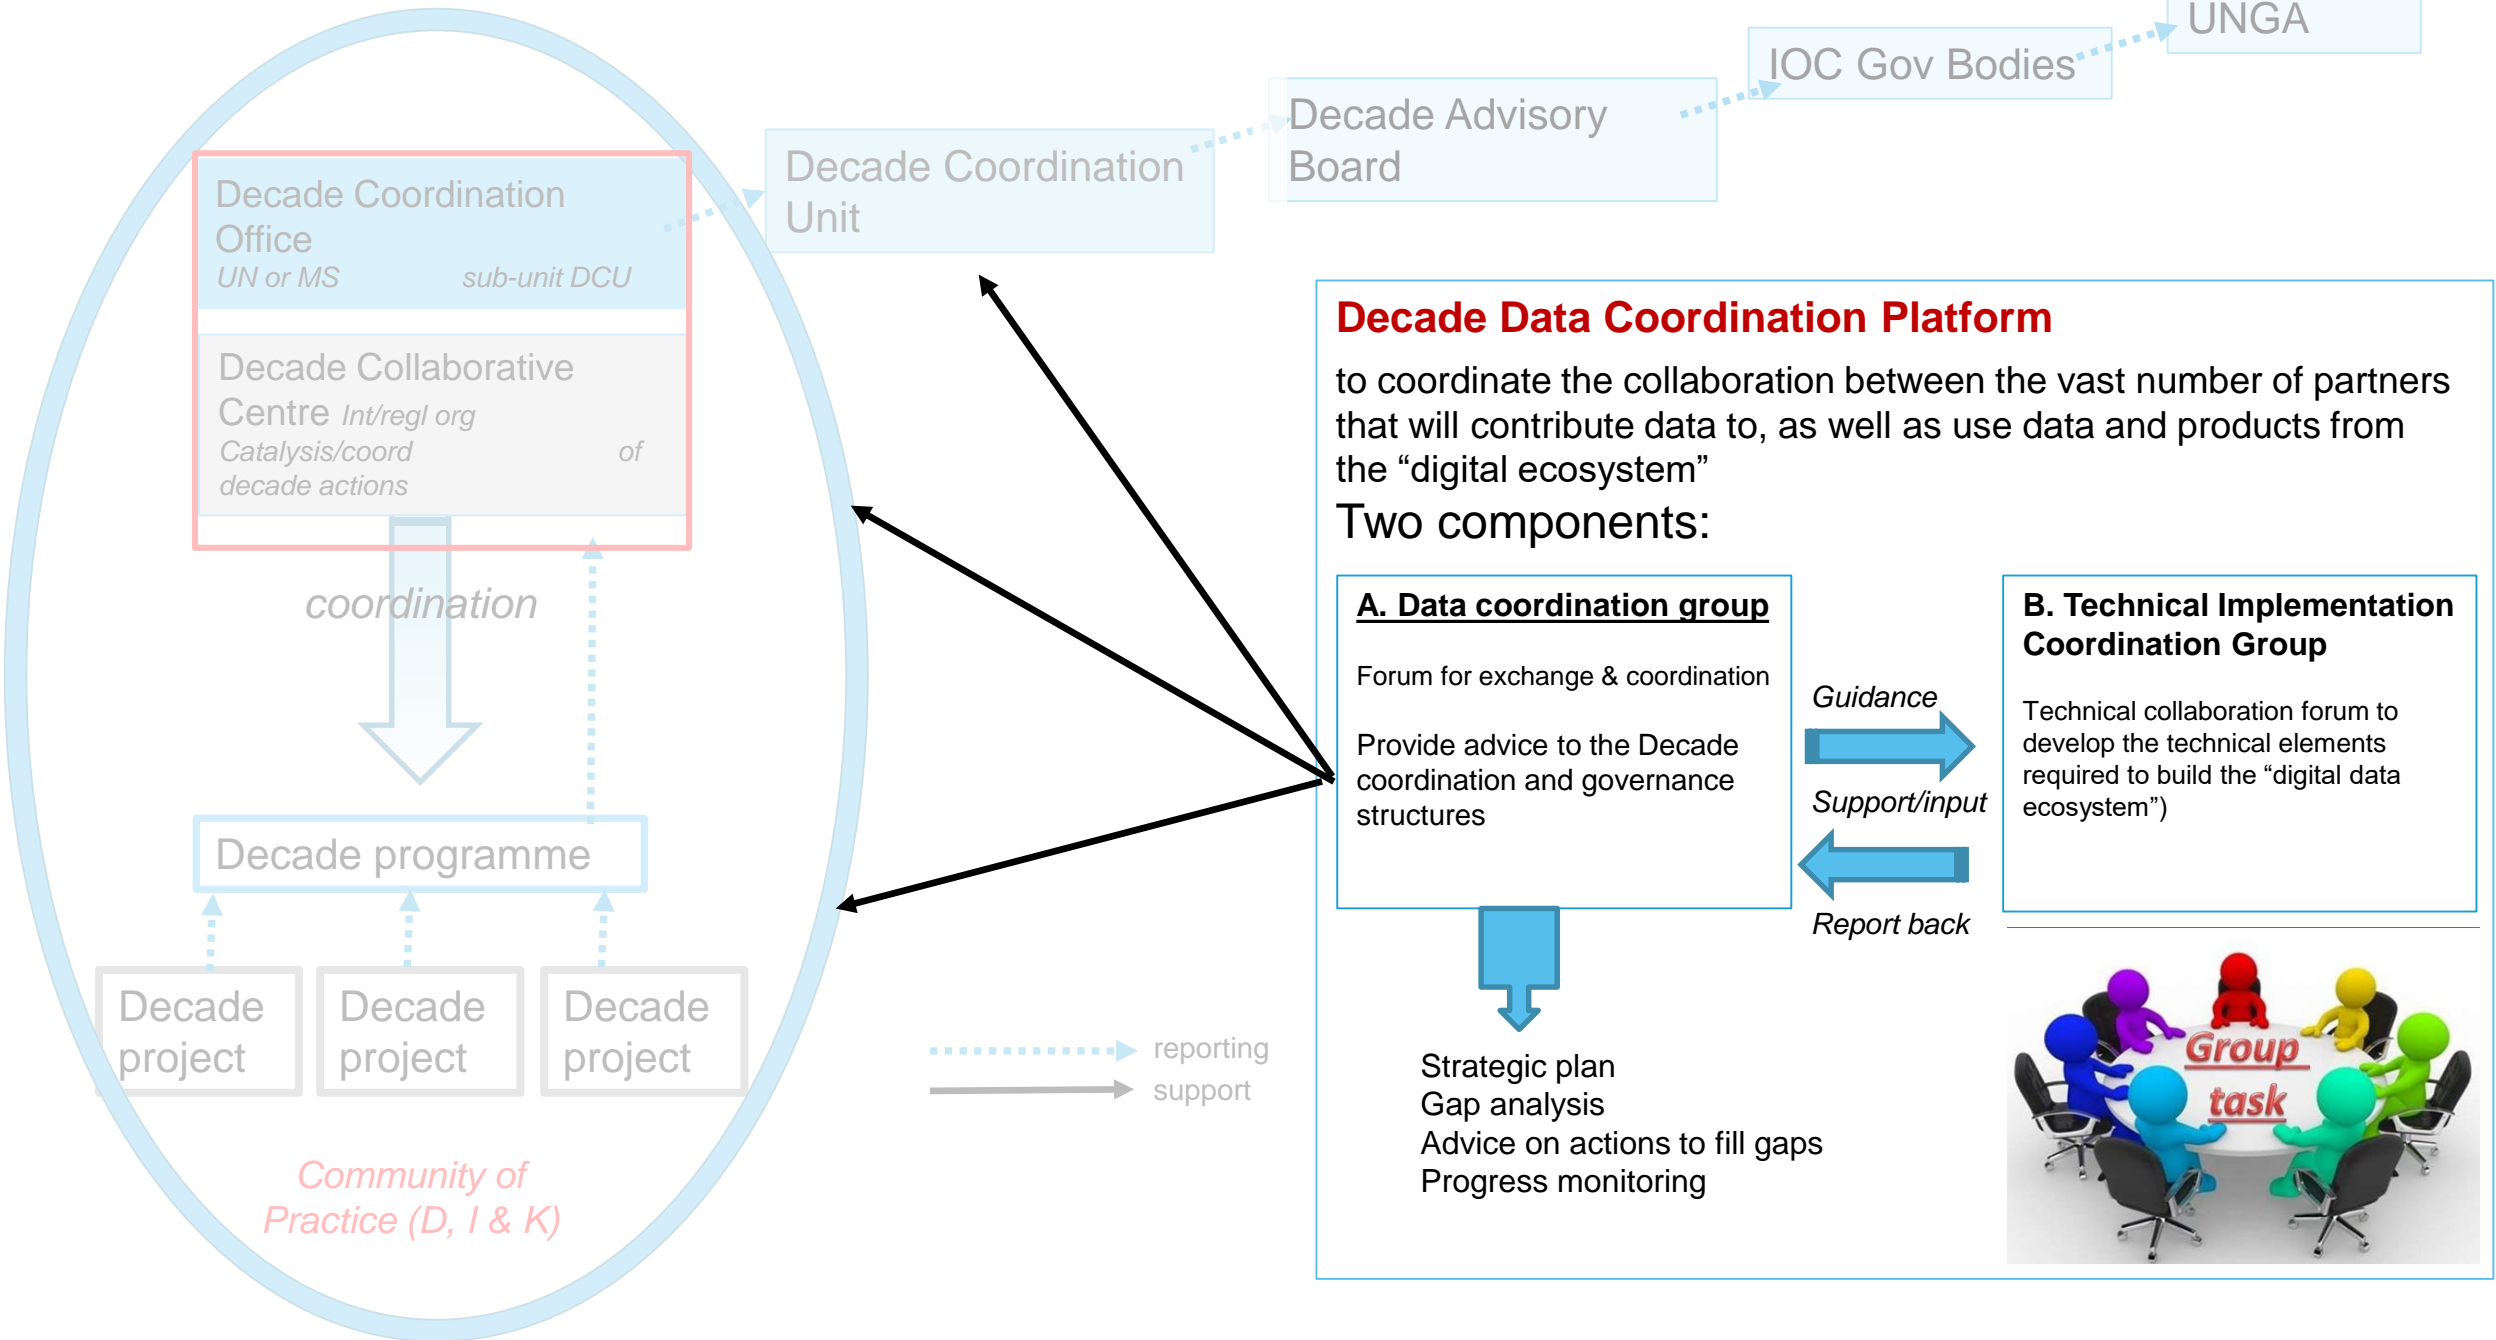 UNGA
IOC Gov Bodies
Decade Advisory
Board
Decade Coordination
Unit
Decade Coordination
Office
UN or MS sub-unit DCU
Decade Collaborative
Centre Int/regl org
Catalysis/coord of
decade actions
coordination
Decade programme
Decade
project
Decade
project
Decade
project
Community of
Practice (D, I & K)
reporting
support
Decade Data Coordination Platform
to coordinate the collaboration between the vast number of partners
that will contribute data to, as well as use data and products from
the “digital ecosystem”
Two components:
A. Data coordination group
Forum for exchange & coordination
Provide advice to the Decade
coordination and governance
structures
Guidance
Support/input
Report back
B. Technical Implementation
Coordination Group
Technical collaboration forum to
develop the technical elements
required to build the “digital data
ecosystem”)
Strategic plan
Gap analysis
Advice on actions to fill gaps
Progress monitoring
Group
task